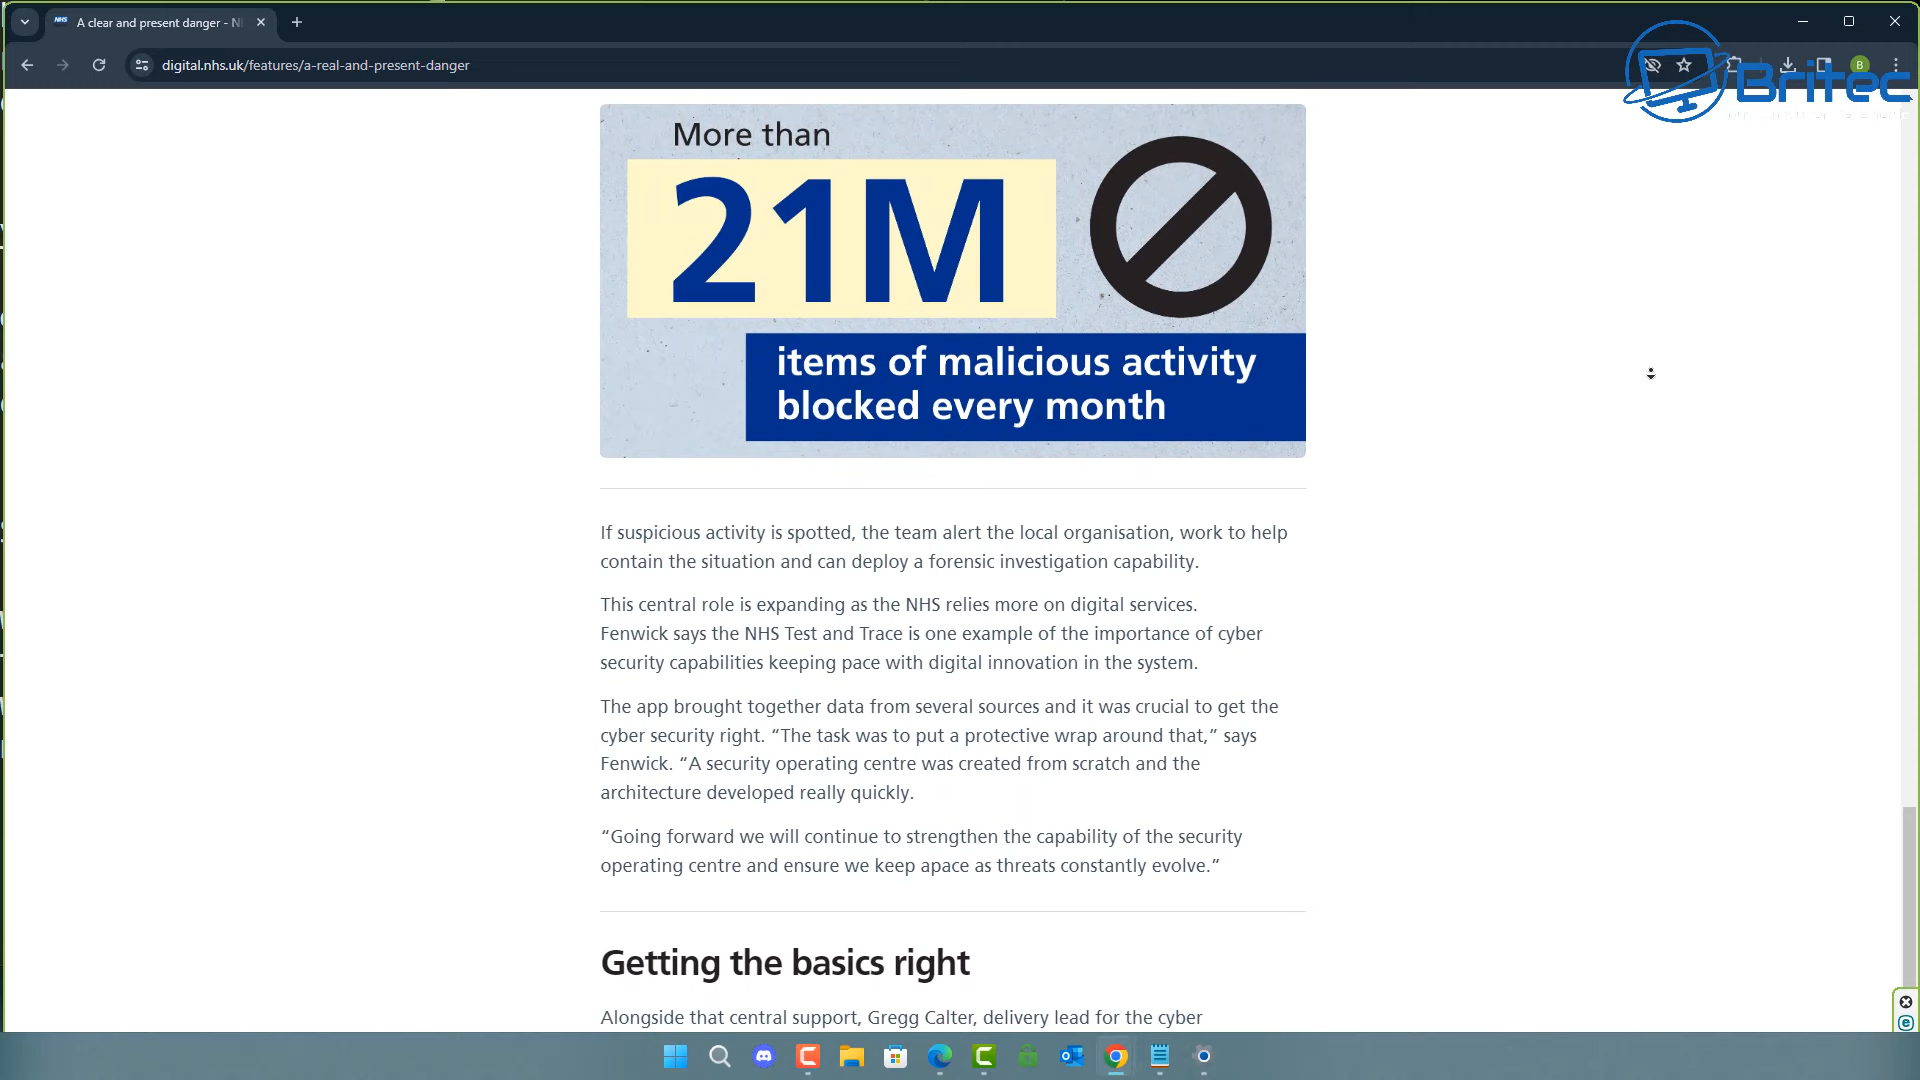 NHS
A clear and present danger - N
digital.nhs.uk/features/a-real-and-present-danger
B
Britec
More than
21M
items of malicious activity
blocked every month
If suspicious activity is spotted, the team alert the local organisation, work to help
contain the situation and can deploy a forensic investigation capability.
This central role is expanding as the NHS relies more on digital services.
Fenwick says the NHS Test and Trace is one example of the importance of cyber
security capabilities keeping pace with digital innovation in the system.
The app brought together data from several sources and it was crucial to get the
cyber security right. “The task was to put a protective wrap around that,” says
Fenwick. “A security operating centre was created from scratch and the
architecture developed really quickly.
“Going forward we will continue to strengthen the capability of the security
operating centre and ensure we keep apace as threats constantly evolve.”
Getting the basics right
Alongside that central support, Gregg Calter, delivery lead for the cyber